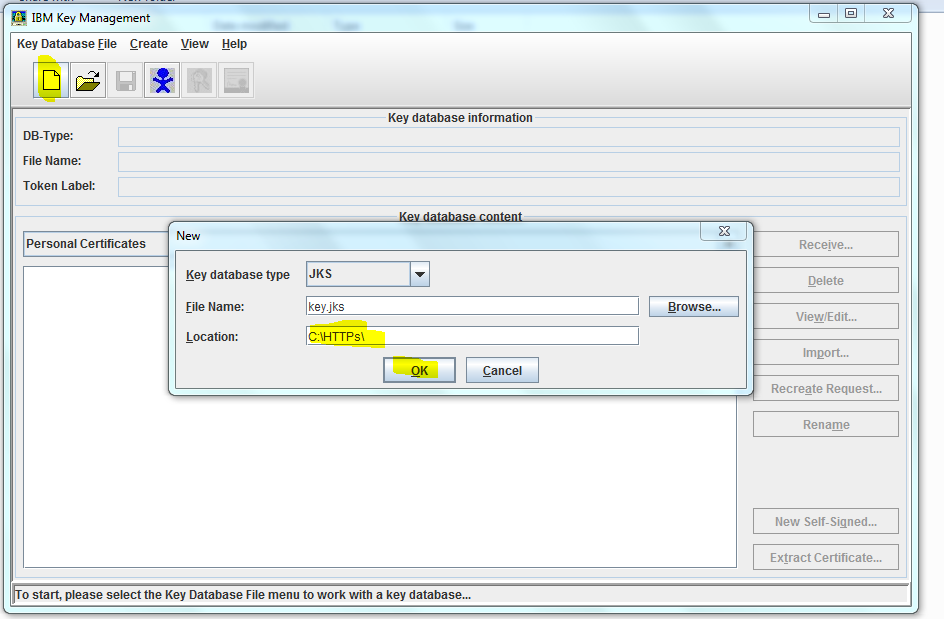 IBM Key Management
Key Database File Create View Help
Key database information
DB-Type:
File Name:
Token Label:
Key database content
Personal Certificates
New
Key database type JKS
File Name: key.jks Browse...
Location: C:\HTTPs\
OK Cancel
Receive...
Delete
View/Edit...
Import...
Recreate Request...
Rename
New Self-Signed...
Extract Certificate...
To start, please select the Key Database File menu to work with a key database...